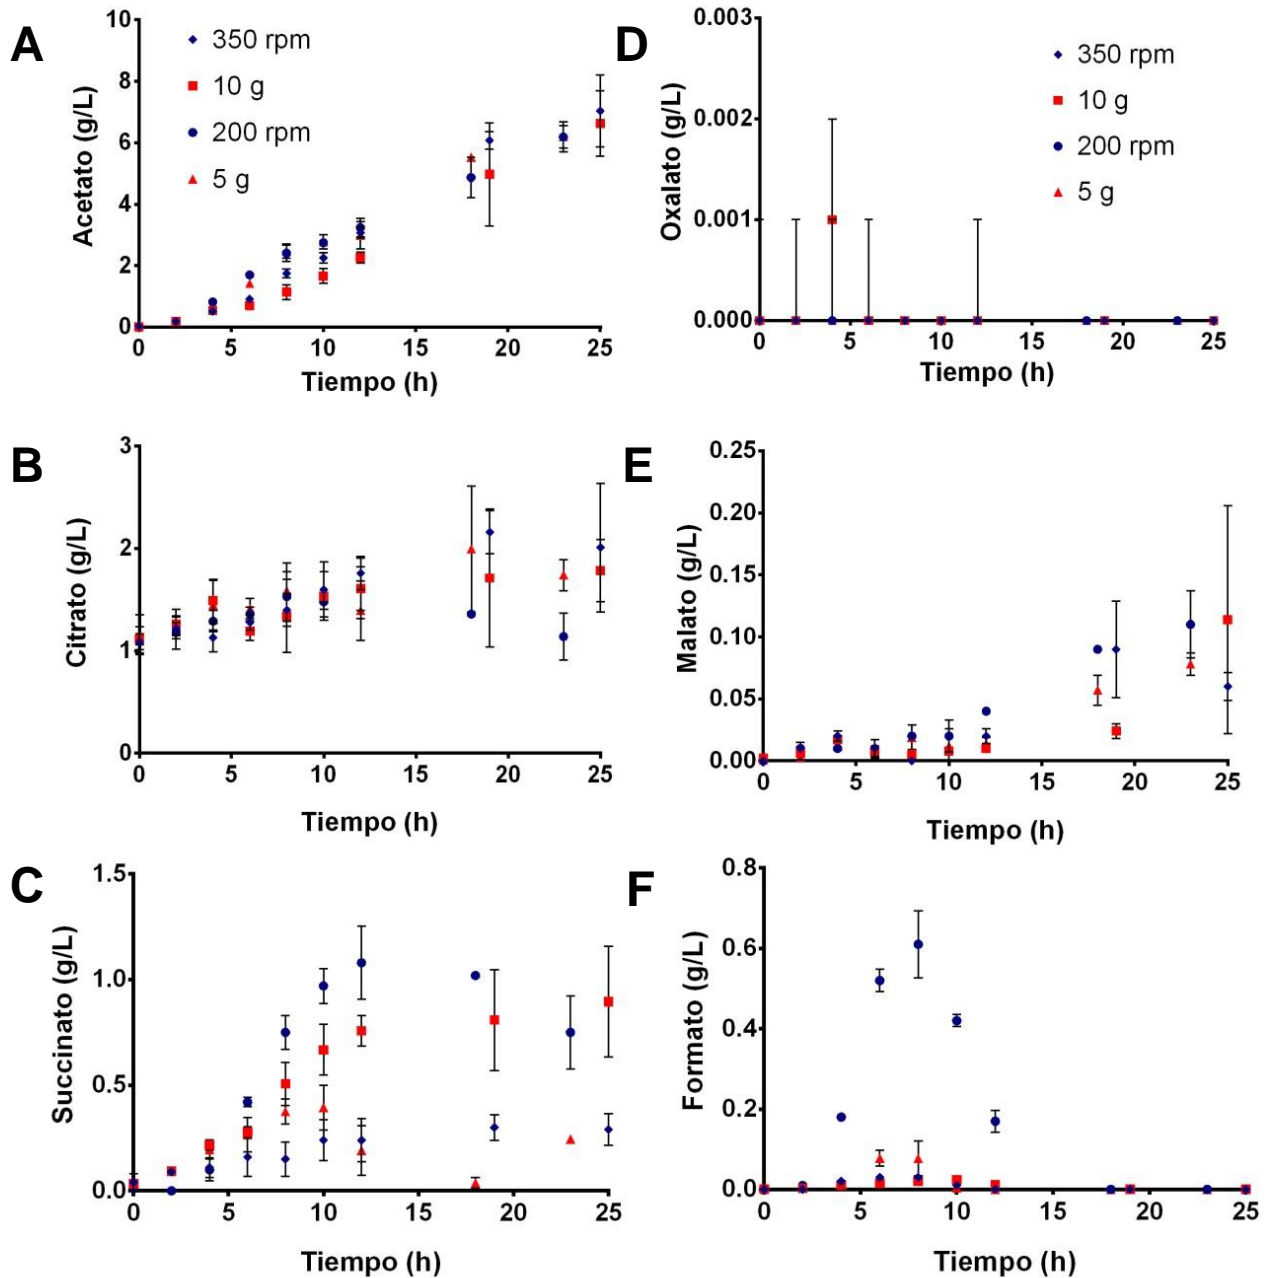 A
Acetato (g/L)
10
8
6
4
2
0
350 rpm
10 g
200 rpm
5 g
0 5 10 15 20 25
Tiempo (h)
D
Oxalato (g/L)
0.003
0.002
0.001
0.000
350 rpm
10 g
200 rpm
5 g
0 5 10 15 20 25
Tiempo (h)
B
Citrato (g/L)
3
2
1
0
0 5 10 15 20 25
Tiempo (h)
E
Malato (g/L)
0.25
0.20
0.15
0.10
0.05
0.00
0 5 10 15 20 25
Tiempo (h)
C
Succinato (g/L)
1.5
1.0
0.5
0.0
0 5 10 15 20 25
Tiempo (h)
F
Formato (g/L)
0.8
0.6
0.4
0.2
0.0
0 5 10 15 20 25
Tiempo (h)